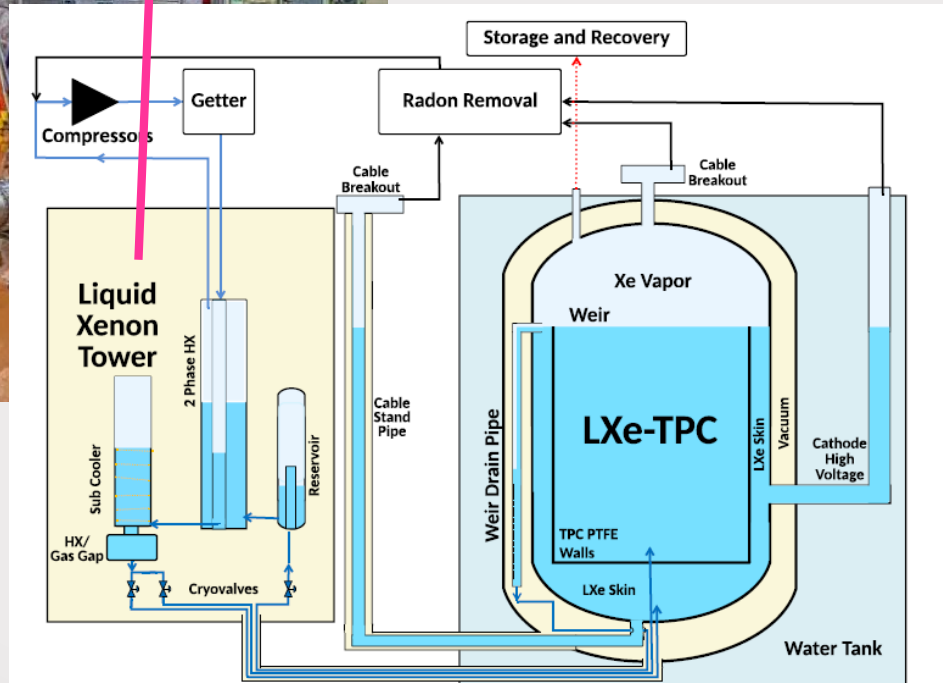 Storage and Recovery
Getter
Radon Removal
Compressors
Cable
Breakout
Cable
Breakout
Liquid
Xenon
Tower
Xe Vapor
Weir
2 Phase HX
Cable
Stand
Pipe
LXe-TPC
LXe Skin
Vacuum
Cathode
High
Voltage
Sub Cooler
Reservoir
Weir Drain Pipe
HX/
Gas Gap
TPC PTFE
Walls
Cryovalves
LXe Skin
Water Tank